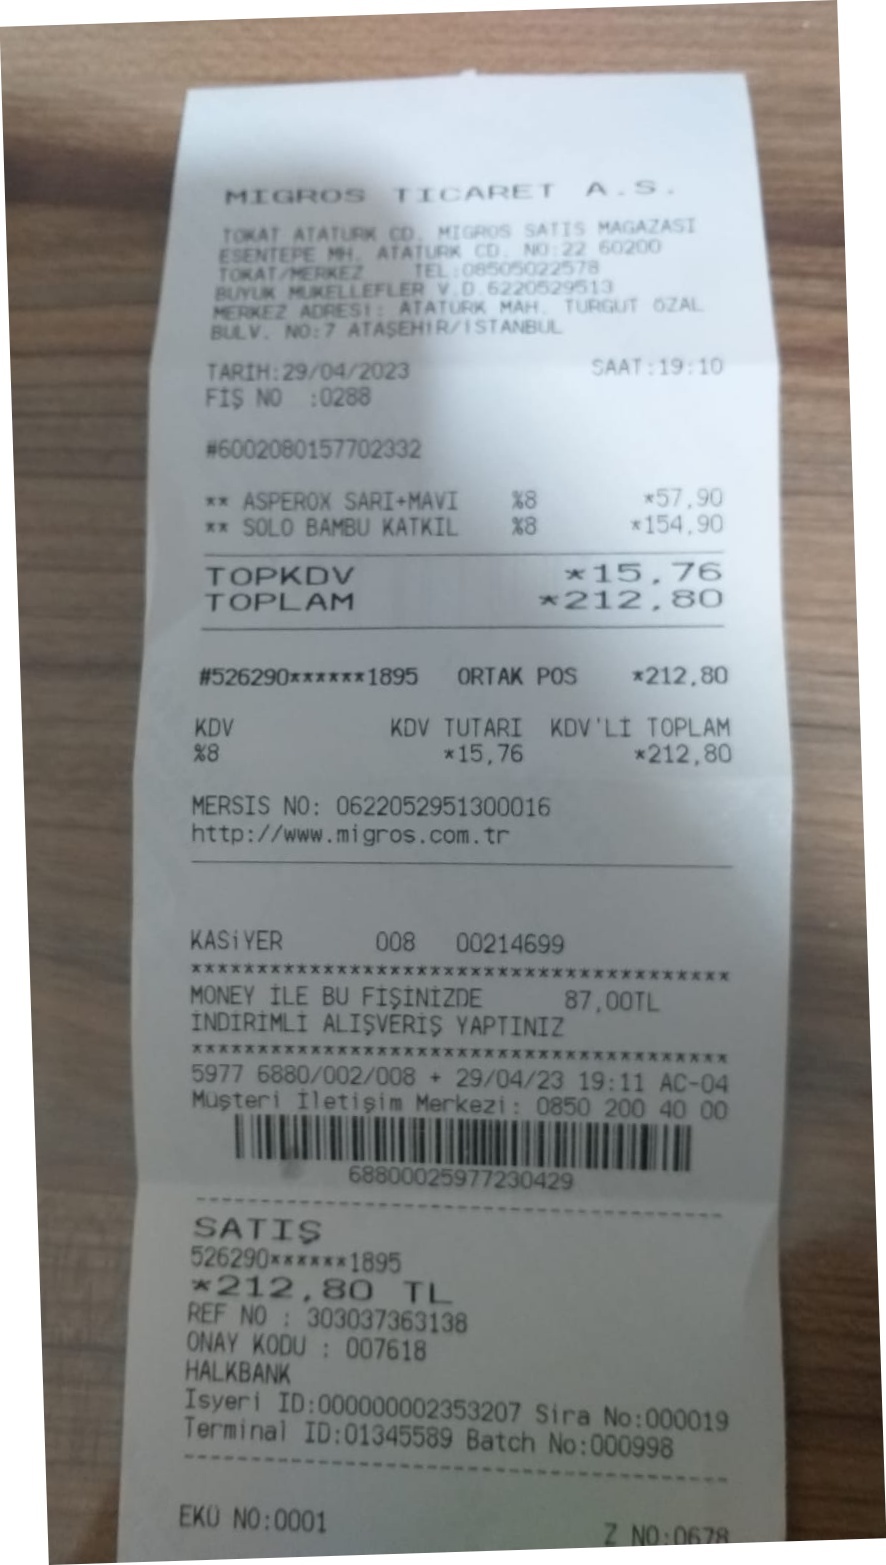 MIGROS TICARET A.S.
TOKAT ATATURK CD. MIGROS SATIS MAGAZASI
ESENTEPE MH. ATATURK CD. NO:22 60200
TOKAT/MERKEZ TEL:08505022578
BUYUK MUKELLEFLER V.D.6220529513
MERKEZ ADRESI: ATATURK MAH. TURGUT ÖZAL
BULV. NO:7 ATAŞEHİR/İSTANBUL
TARİH:29/04/2023 SAAT:19:10
FİŞ NO :0288
#6002080157702332
** ASPEROX SARI+MAVI %8 *57,90
** SOLO BAMBU KATKIL %8 *154,90
TOPKDV *15,76
TOPLAM *212,80
#526290******1895 ORTAK POS *212,80
KDV KDV TUTARI KDV'Lİ TOPLAM
%8 *15,76 *212,80
MERSIS NO: 0622052951300016
http://www.migros.com.tr
KASİYER 008 00214699
*****************************************
MONEY İLE BU FİŞİNİZDE 87,00TL
İNDİRİMLİ ALIŞVERİŞ YAPTINIZ
*****************************************
5977 6880/002/008 + 29/04/23 19:11 AC-04
Müşteri İletişim Merkezi: 0850 200 40 00
68800025977230429
SATIŞ
526290******1895
*212,80 TL
REF NO : 303037363138
ONAY KODU : 007618
HALKBANK
Isyeri ID:000000002353207 Sira No:000019
Terminal ID:01345589 Batch No:000998
EKÜ NO:0001 Z NO:0678